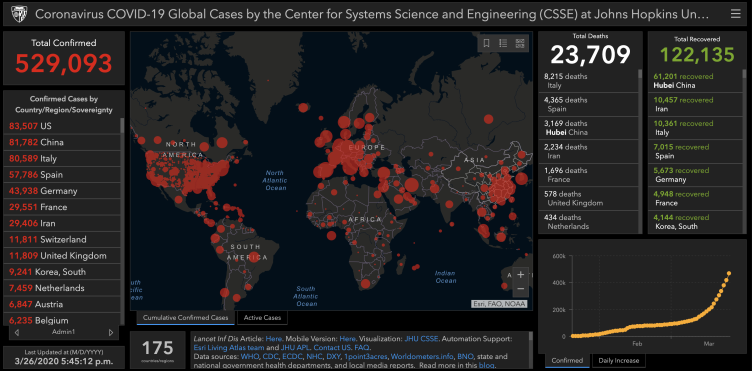 Coronavirus COVID-19 Global Cases by the Center for Systems Science and Engineering (CSSE) at Johns Hopkins Un...
Total Confirmed
529,093
Confirmed Cases by
Country/Region/Sovereignty
83,507 US
81,782 China
80,589 Italy
57,786 Spain
43,938 Germany
29,551 France
29,406 Iran
11,811 Switzerland
11,809 United Kingdom
9,241 Korea, South
7,459 Netherlands
6,847 Austria
6,235 Belgium
Admin1
Last Updated at (M/D/YYYY)
3/26/2020 5:45:12 p.m.
NORTH
AMERICA
EUROPE
ASIA
North
Atlantic
Ocean
AFRICA
SOUTH
AMERICA
Indian
Ocean
South
Atlantic
Ocean
Esri, FAO, NOAA
Cumulative Confirmed Cases
Active Cases
175
countries/regions
Lancet Inf Dis Article: Here. Mobile Version: Here. Visualization: JHU CSSE. Automation Support:
Esri Living Atlas team and JHU APL. Contact US. FAQ.
Data sources: WHO, CDC, ECDC, NHC, DXY, 1point3acres, Worldometers.info, BNO, state and
national government health departments, and local media reports. Read more in this blog.
Total Deaths
23,709
8,215 deaths
Italy
4,365 deaths
Spain
3,169 deaths
Hubei China
2,234 deaths
Iran
1,696 deaths
France
578 deaths
United Kingdom
434 deaths
Netherlands
Total Recovered
122,135
61,201 recovered
Hubei China
10,457 recovered
Iran
10,361 recovered
Italy
7,015 recovered
Spain
5,673 recovered
Germany
4,948 recovered
France
4,144 recovered
Korea, South
600k
400k
200k
0
Feb
Mar
Confirmed
Daily Increase